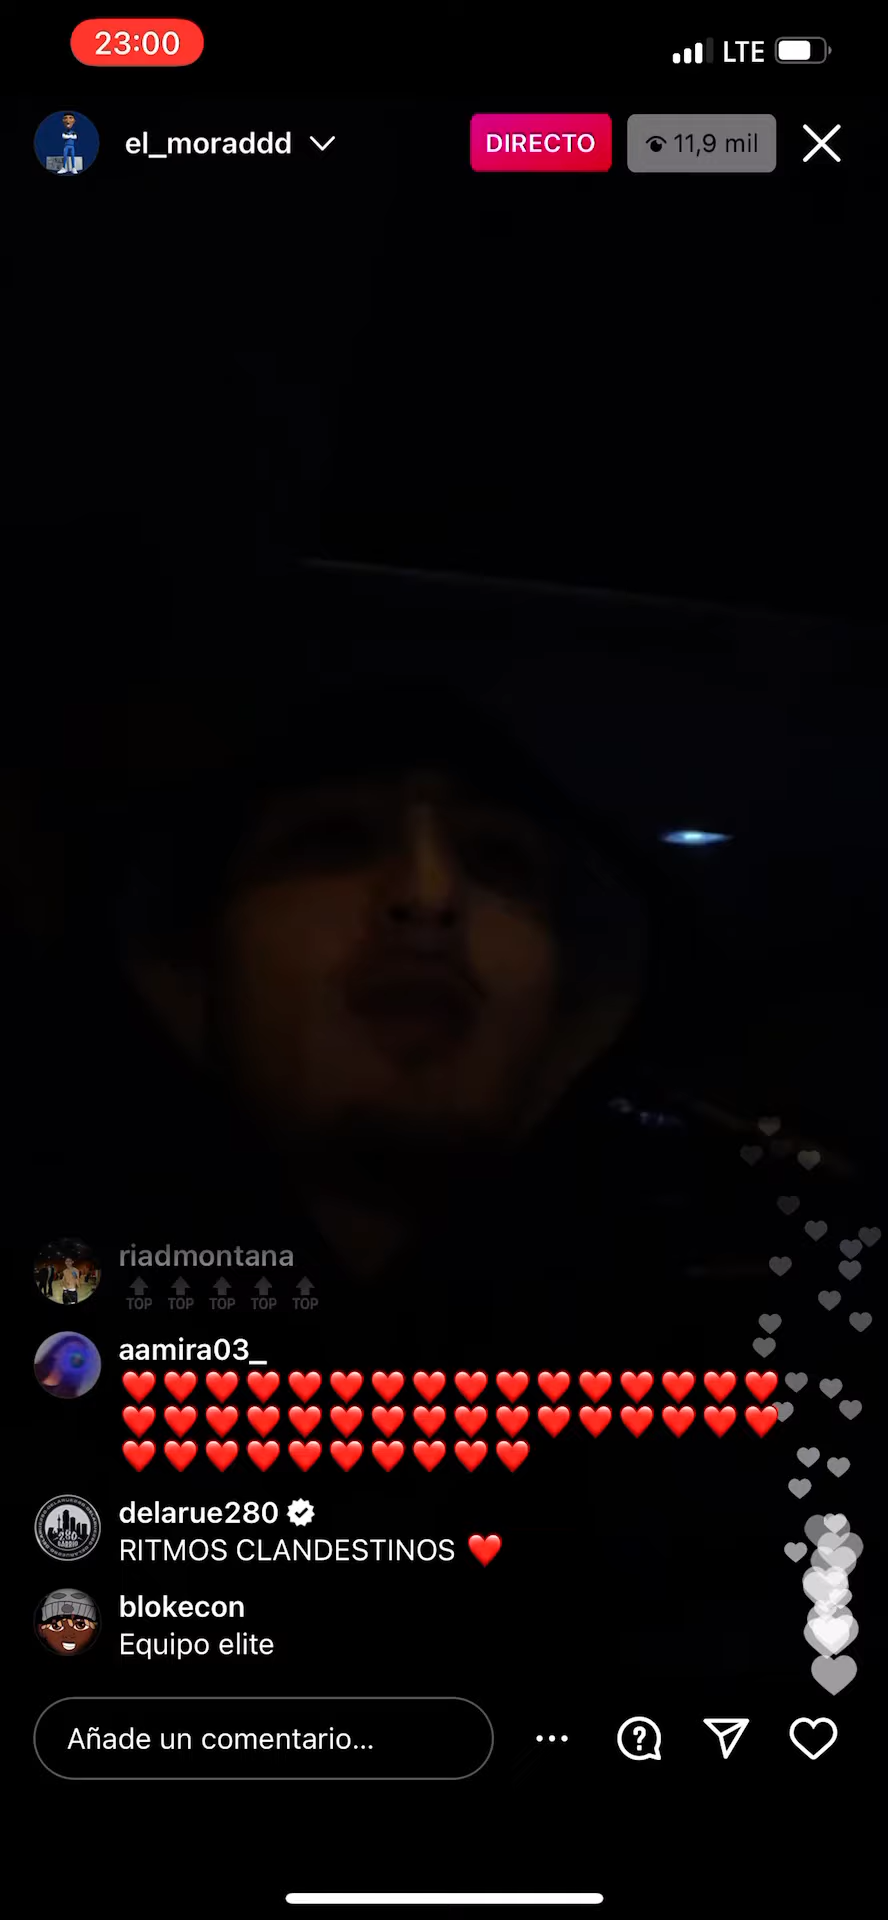 23:00
LTE
el_moraddd
DIRECTO
11,9 mil
riadmontana
TOP TOP TOP TOP TOP
aamira03_
delarue280
RITMOS CLANDESTINOS
blokecon
Equipo elite
Añade un comentario...